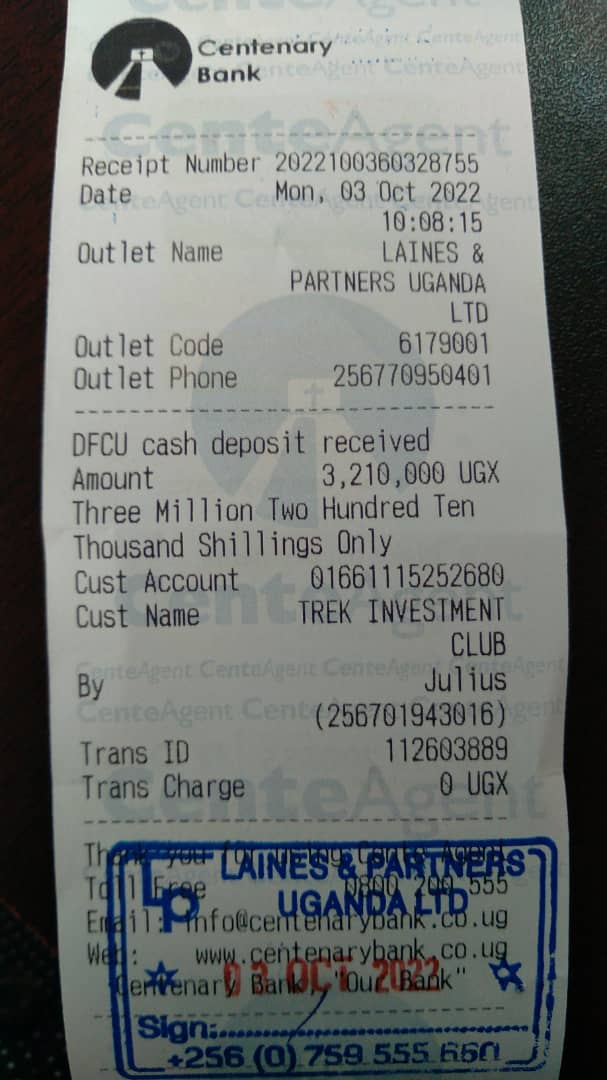 Centenary
Bank
Receipt Number 2022100360328755
Date Mon, 03 Oct 2022
10:08:15
Outlet Name LAINES &
PARTNERS UGANDA
LTD
Outlet Code 6179001
Outlet Phone 256770950401
DFCU cash deposit received
Amount 3,210,000 UGX
Three Million Two Hundred Ten
Thousand Shillings Only
Cust Account 01661115252680
Cust Name TREK INVESTMENT
CLUB
By Julius
(256701943016)
Trans ID 112603889
Trans Charge 0 UGX
Thank you for using Cente Agent
Toll Free 0800 200 555
Email: info@centenarybank.co.ug
Web: www.centenarybank.co.ug
Centenary Bank, "Our Bank"
LP LAINES & PARTNERS
UGANDA LTD
03 OCT 2022
Sign:
+256 (0) 759 555 660
CenteAgent